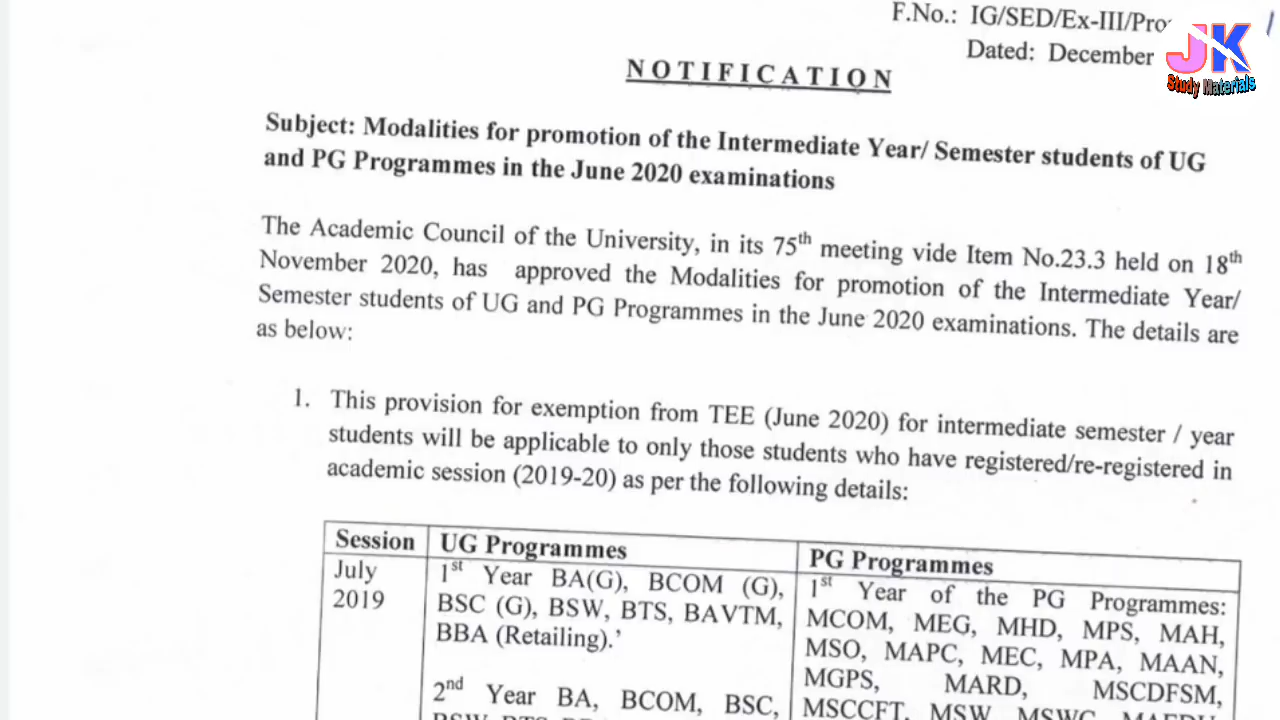 F.No.: IG/SED/Ex-III/Pro
Dated: December
JK
Study Materials
NOTIFICATION
Subject: Modalities for promotion of the Intermediate Year/ Semester students of UG
and PG Programmes in the June 2020 examinations
The Academic Council of the University, in its 75th meeting vide Item No.23.3 held on 18th
November 2020, has approved the Modalities for promotion of the Intermediate Year/
Semester students of UG and PG Programmes in the June 2020 examinations. The details are
as below:
1. This provision for exemption from TEE (June 2020) for intermediate semester / year
students will be applicable to only those students who have registered/re-registered in
academic session (2019-20) as per the following details:
Session UG Programmes PG Programmes
July
2019
1st Year BA(G), BCOM (G),
BSC (G), BSW, BTS, BAVTM,
BBA (Retailing).’
2nd Year BA, BCOM, BSC,
1st Year of the PG Programmes:
MCOM, MEG, MHD, MPS, MAH,
MSO, MAPC, MEC, MPA, MAAN,
MGPS, MARD, MSCDFSM,
MSCCFT, MSW, MSWC,